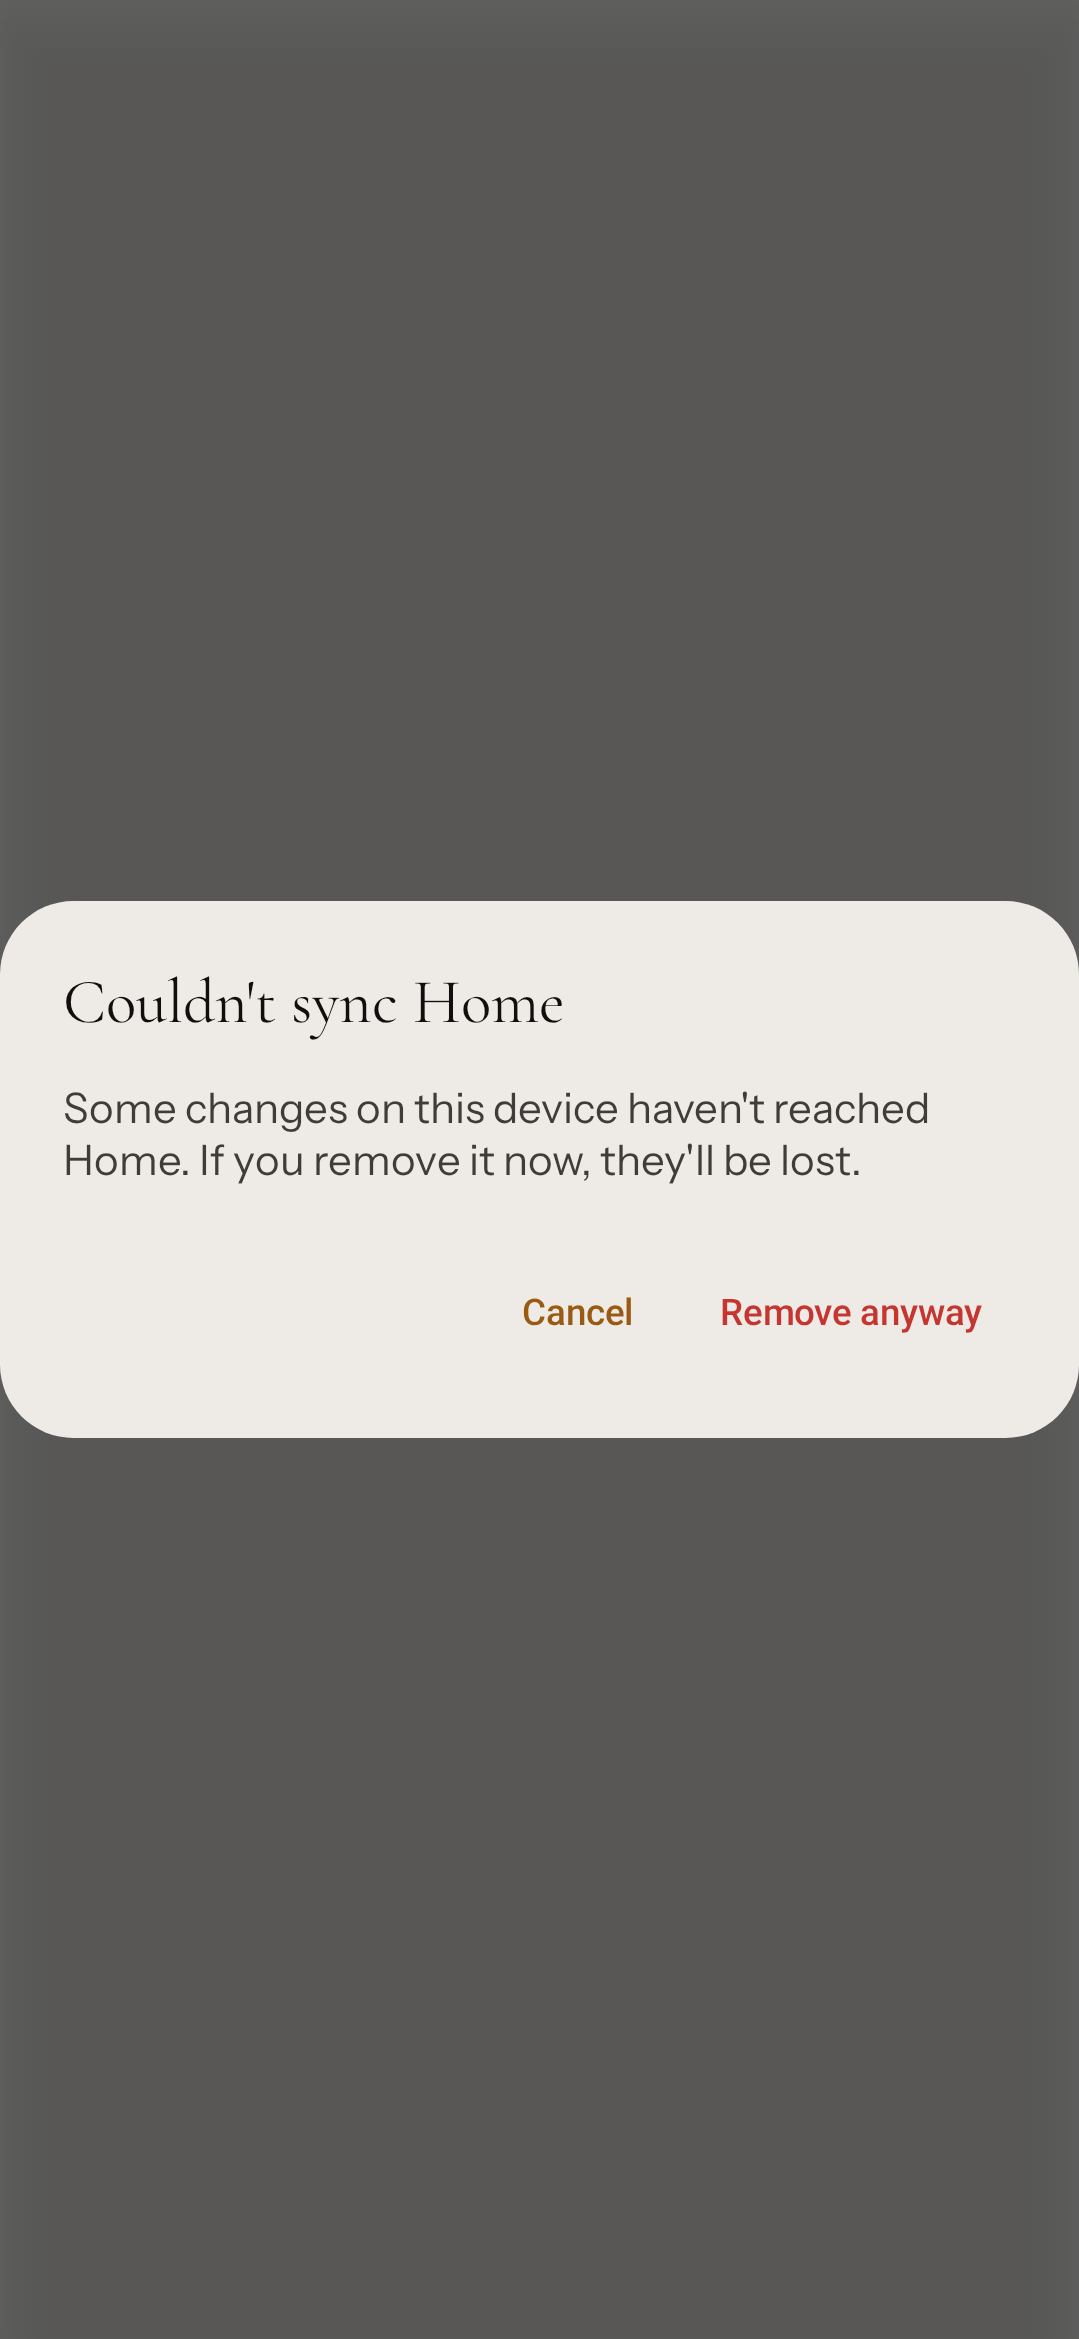 Couldn't sync Home
Some changes on this device haven't reached
Home. If you remove it now, they'll be lost.
Cancel Remove anyway